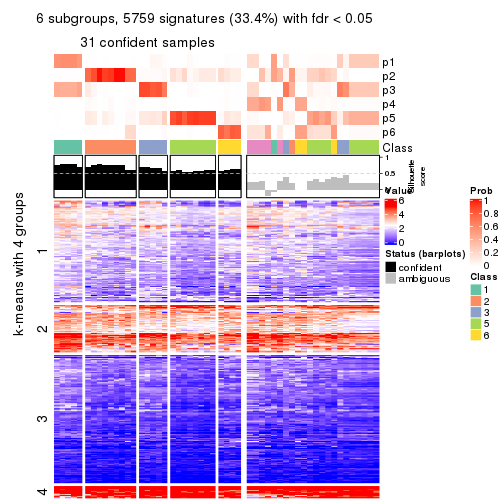 6 subgroups, 5759 signatures (33.4%) with fdr < 0.05
31 confident samples
p1
p2
p3
p4
p5
p6
Class
1
0.5
0
Silhouette
score
k-means with 4 groups
1
2
3
4
Value
6
4
2
0
Status (barplots)
confident
ambiguous
Prob
1
0.8
0.6
0.4
0.2
0
Class
1
2
3
4
5
6